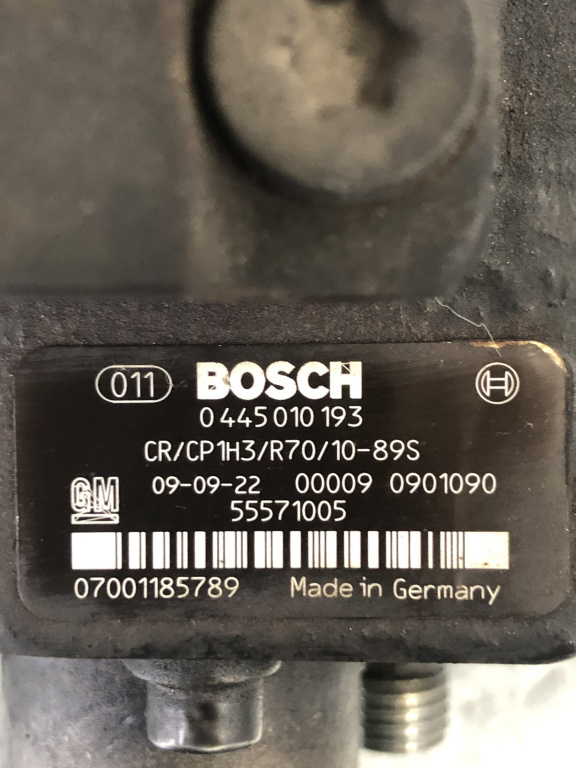 011 BOSCH
0 445 010 193
CR/CP1H3/R70/10-89S
GM 09-09-22 00009 0901090
55571005
07001185789 Made in Germany